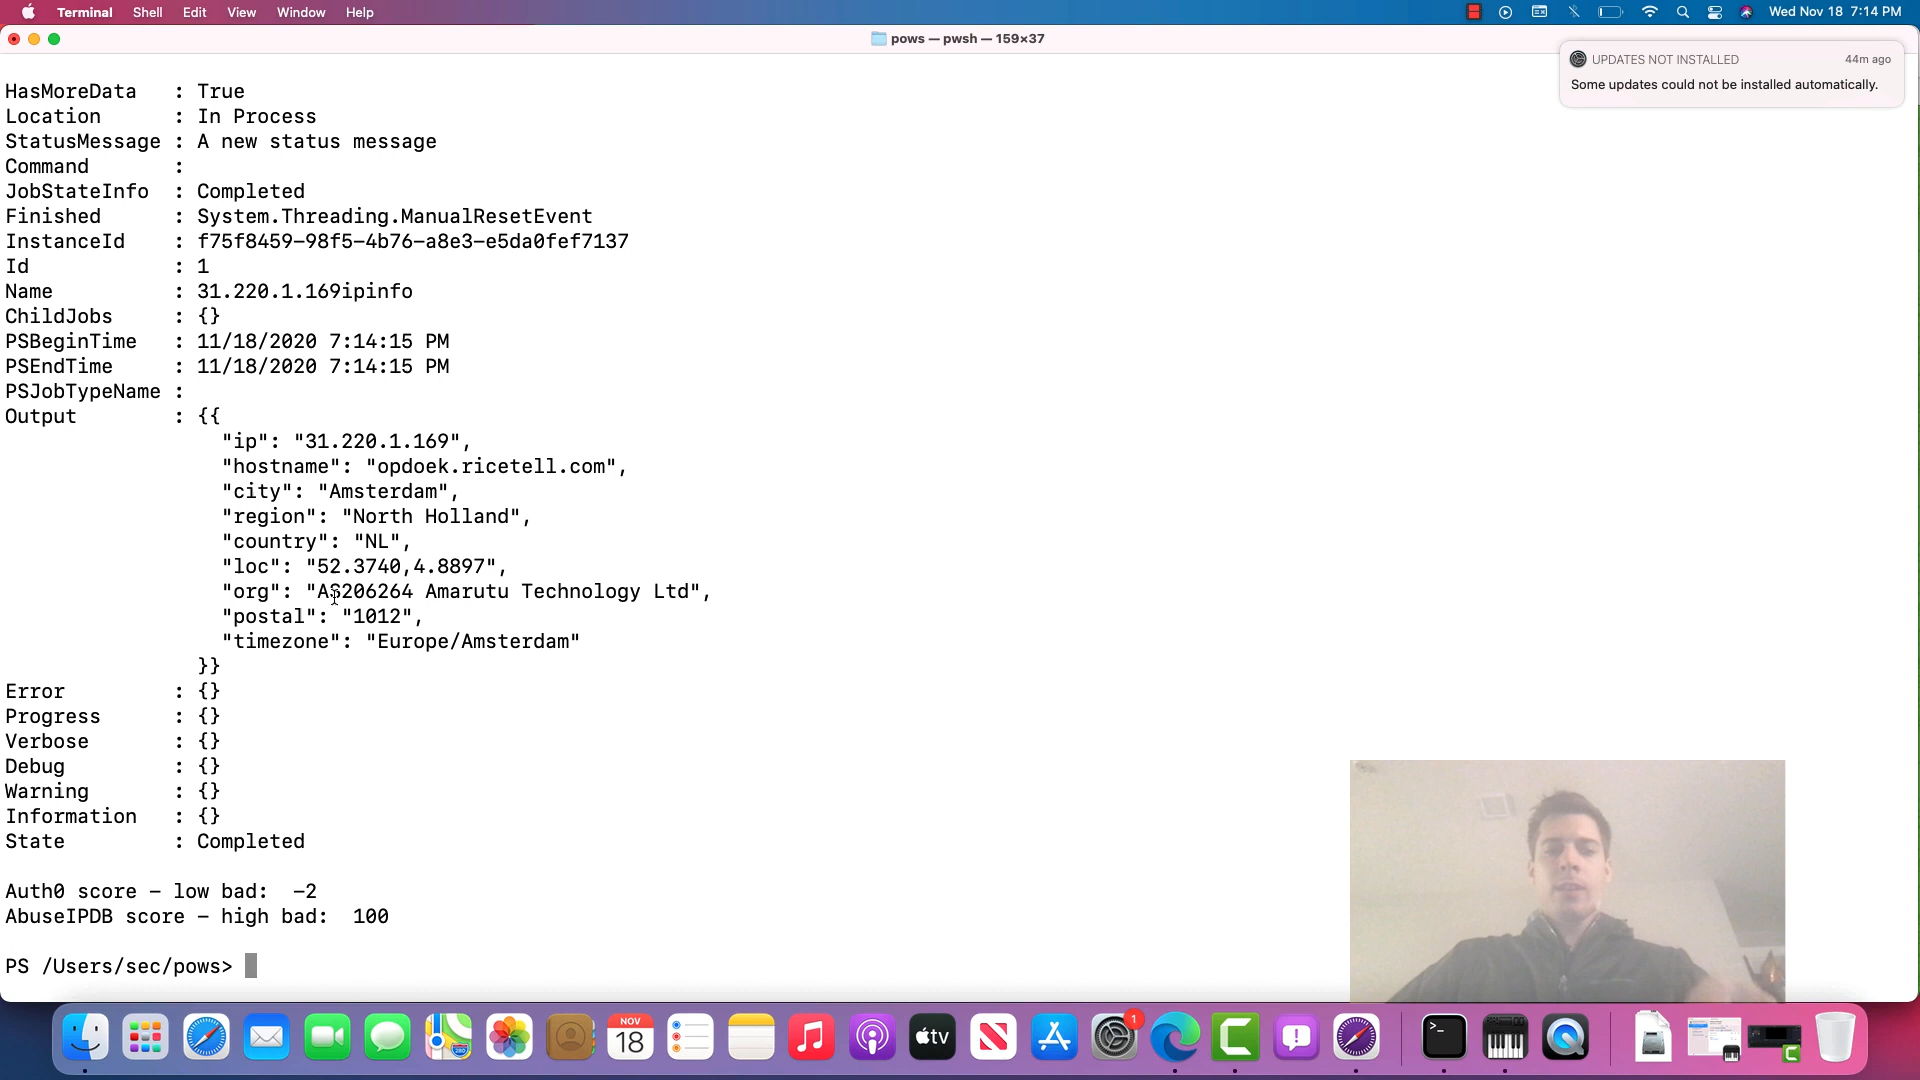 Terminal Shell Edit View Window Help
Wed Nov 18 7:14 PM
pows — pwsh — 159×37
UPDATES NOT INSTALLED 44m ago
Some updates could not be installed automatically.
HasMoreData : True
Location : In Process
StatusMessage : A new status message
Command :
JobStateInfo : Completed
Finished : System.Threading.ManualResetEvent
InstanceId : f75f8459-98f5-4b76-a8e3-e5da0fef7137
Id : 1
Name : 31.220.1.169ipinfo
ChildJobs : {}
PSBeginTime : 11/18/2020 7:14:15 PM
PSEndTime : 11/18/2020 7:14:15 PM
PSJobTypeName :
Output : {{
"ip": "31.220.1.169",
"hostname": "opdoek.ricetell.com",
"city": "Amsterdam",
"region": "North Holland",
"country": "NL",
"loc": "52.3740,4.8897",
"org": "AS206264 Amarutu Technology Ltd",
"postal": "1012",
"timezone": "Europe/Amsterdam"
}}
Error : {}
Progress : {}
Verbose : {}
Debug : {}
Warning : {}
Information : {}
State : Completed
Auth0 score - low bad: -2
AbuseIPDB score - high bad: 100
PS /Users/sec/pows>
280
NOV
18
tv
1
>_